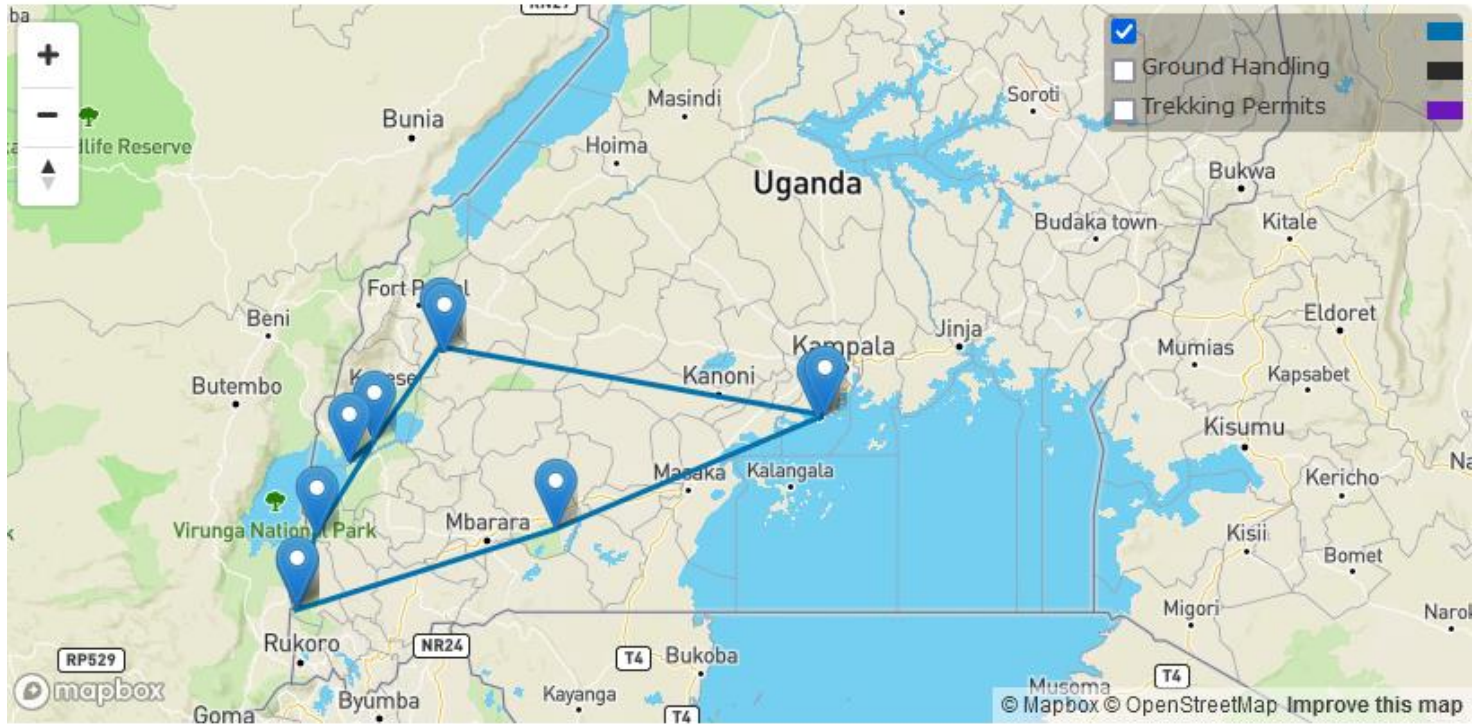 Ground Handling
Trekking Permits
Masindi
Soroti
Bunia
dlife Reserve
Hoima
Uganda
Bukwa
Budaka town
Kitale
Beni
Eldoret
Jinja
Kampala
Mumias
Butembo
Kanoni
Kapsabet
Kisumu
Masaka
Kalangala
Kericho
Mbarara
Virunga National Park
Kisii
Bomet
Migori
Rukoro
NR24
RP529
T4
Bukoba
T4
mapbox
Byumba
Kayanga
Musoma
Goma
T4
© Mapbox © OpenStreetMap Improve this map